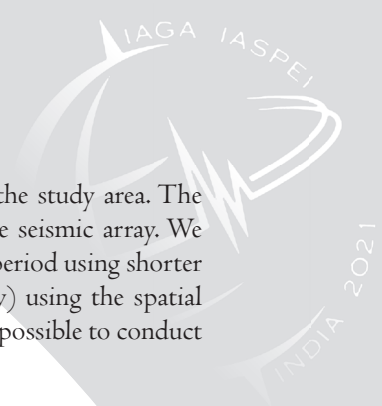 IAGA IASPEI
INDIA 2021
the study area. The
e seismic array. We
period using shorter
y) using the spatial
possible to conduct